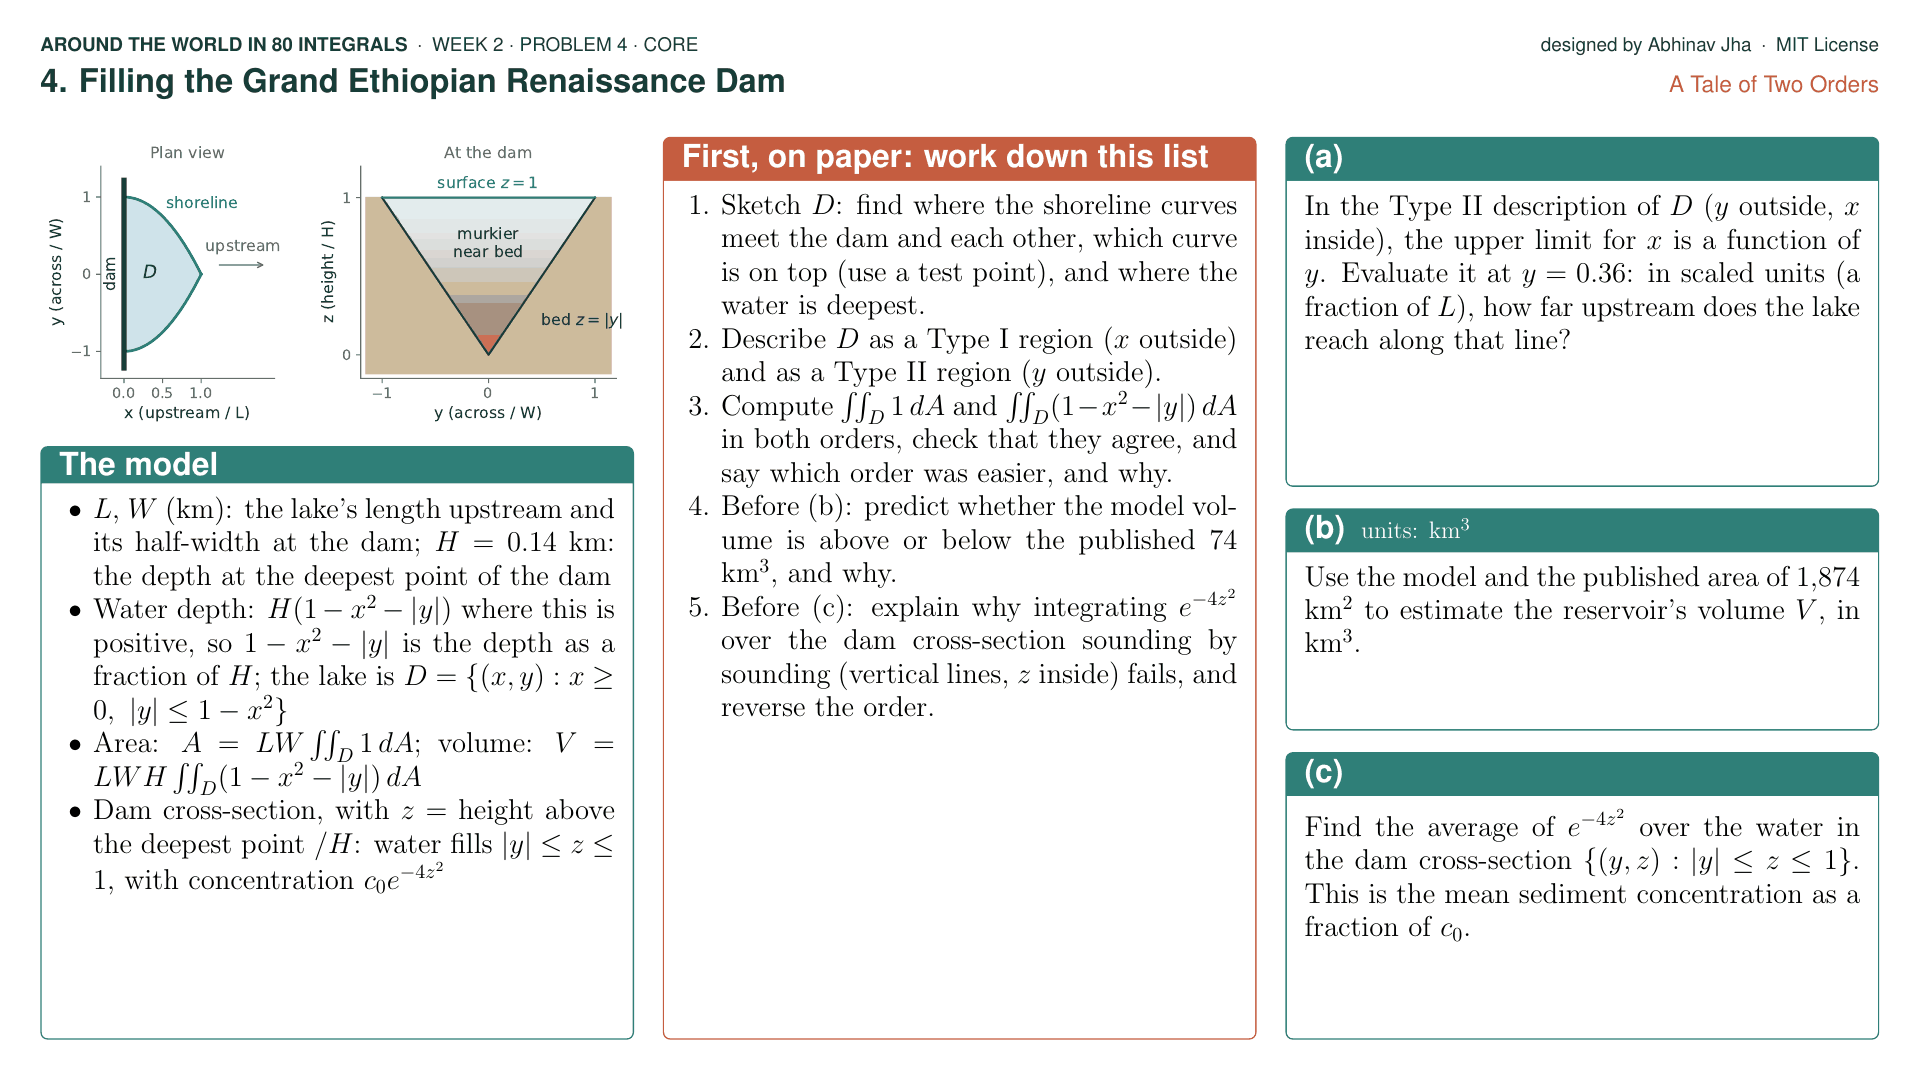 AROUND THE WORLD IN 80 INTEGRALS · WEEK 2 · PROBLEM 4 · CORE
designed by Abhinav Jha · MIT License
4. Filling the Grand Ethiopian Renaissance Dam
A Tale of Two Orders
Plan view
shoreline
upstream
dam
D
1
0
−1
y (across / W)
0.0 0.5 1.0
x (upstream / L)
At the dam
surface z = 1
murkier
near bed
bed z = |y|
1
0
z (height / H)
−1 0 1
y (across / W)
The model
• L, W (km): the lake's length upstream and
its half-width at the dam; H = 0.14 km:
the depth at the deepest point of the dam
• Water depth: H(1 − x² − |y|) where this is
positive, so 1 − x² − |y| is the depth as a
fraction of H; the lake is D = {(x, y) : x ≥
0, |y| ≤ 1 − x²}
• Area: A = LW ∬_D 1 dA; volume: V =
LWH ∬_D (1 − x² − |y|) dA
• Dam cross-section, with z = height above
the deepest point /H: water fills |y| ≤ z ≤
1, with concentration c₀e^{−4z²}
First, on paper: work down this list
1. Sketch D: find where the shoreline curves
meet the dam and each other, which curve
is on top (use a test point), and where the
water is deepest.
2. Describe D as a Type I region (x outside)
and as a Type II region (y outside).
3. Compute ∬_D 1 dA and ∬_D (1−x²−|y|) dA
in both orders, check that they agree, and
say which order was easier, and why.
4. Before (b): predict whether the model vol-
ume is above or below the published 74
km³, and why.
5. Before (c): explain why integrating e^{−4z²}
over the dam cross-section sounding by
sounding (vertical lines, z inside) fails, and
reverse the order.
(a)
In the Type II description of D (y outside, x
inside), the upper limit for x is a function of
y. Evaluate it at y = 0.36: in scaled units (a
fraction of L), how far upstream does the lake
reach along that line?
(b) units: km³
Use the model and the published area of 1,874
km² to estimate the reservoir's volume V, in
km³.
(c)
Find the average of e^{−4z²} over the water in
the dam cross-section {(y, z) : |y| ≤ z ≤ 1}.
This is the mean sediment concentration as a
fraction of c₀.